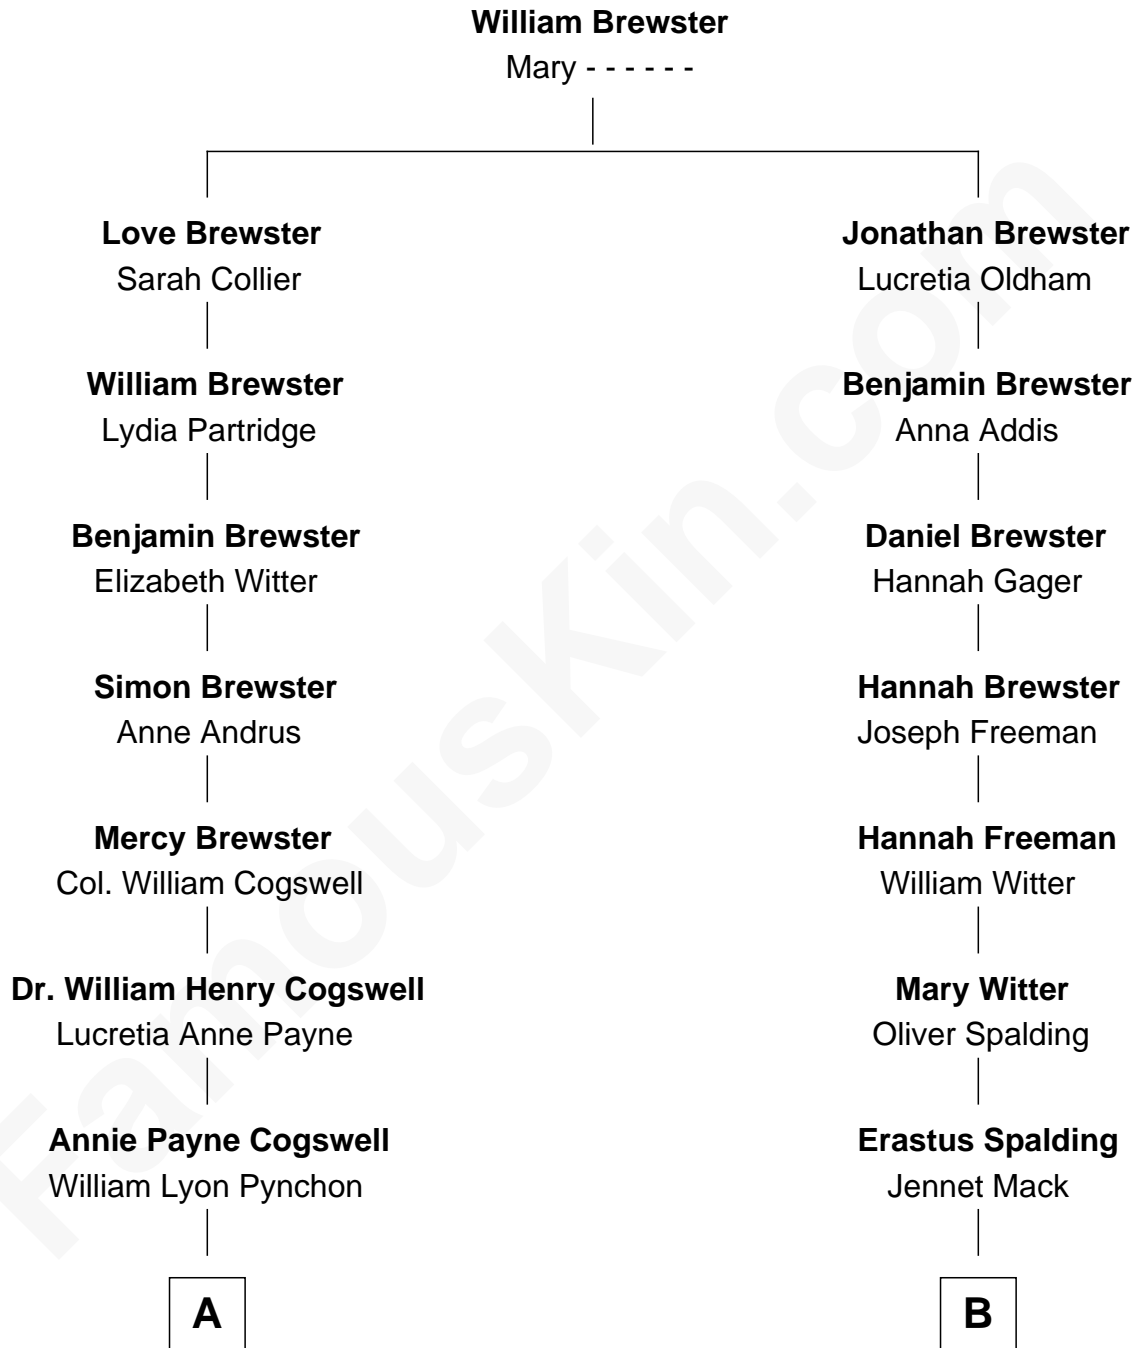 William Brewster
Mary - - - - - -
Love Brewster
Sarah Collier
Jonathan Brewster
Lucretia Oldham
William Brewster
Lydia Partridge
Benjamin Brewster
Anna Addis
Benjamin Brewster
Elizabeth Witter
Daniel Brewster
Hannah Gager
Simon Brewster
Anne Andrus
Hannah Brewster
Joseph Freeman
Mercy Brewster
Col. William Cogswell
Hannah Freeman
William Witter
Dr. William Henry Cogswell
Lucretia Anne Payne
Mary Witter
Oliver Spalding
Annie Payne Cogswell
William Lyon Pynchon
Erastus Spalding
Jennet Mack
A
B
FamousKin.com